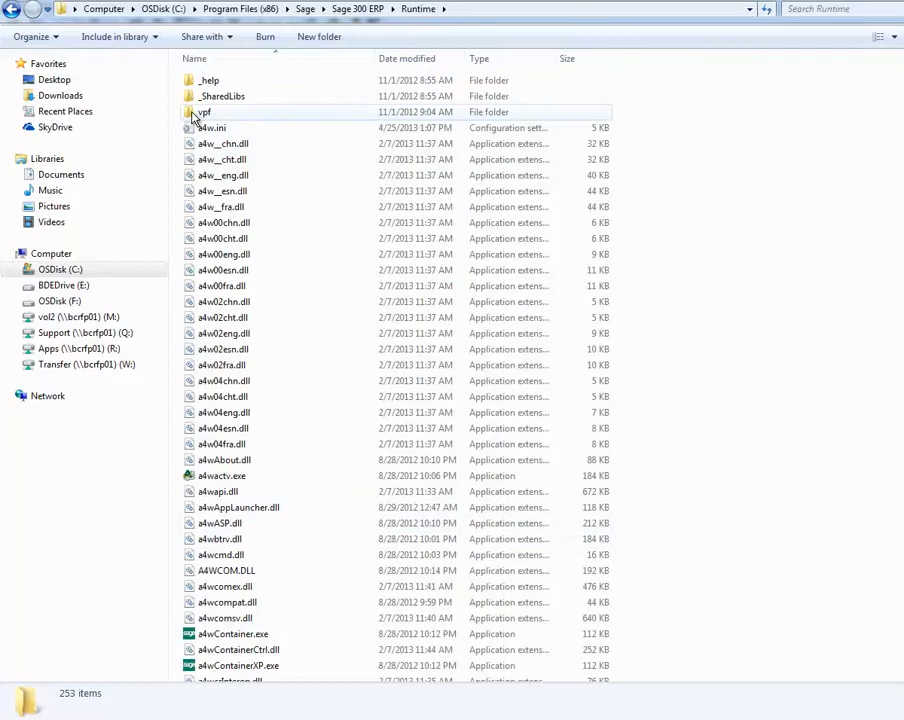 Computer ▸ OSDisk (C:) ▸ Program Files (x86) ▸ Sage ▸ Sage 300 ERP ▸ Runtime ▸ Search Runtime
Organize Include in library Share with Burn New folder
Name Date modified Type Size
Favorites
Desktop
Downloads
Recent Places
SkyDrive
Libraries
Documents
Music
Pictures
Videos
Computer
OSDisk (C:)
BDEDrive (E:)
OSDisk (F:)
vol2 (\\bcrfp01) (M:)
Support (\\bcrfp01) (Q:)
Apps (\\bcrfp01) (R:)
Transfer (\\bcrfp01) (W:)
Network
_help 11/1/2012 8:55 AM File folder
_SharedLibs 11/1/2012 8:55 AM File folder
vpf 11/1/2012 9:04 AM File folder
a4w.ini 4/25/2013 1:07 PM Configuration sett... 5 KB
a4w__chn.dll 2/7/2013 11:37 AM Application extens... 32 KB
a4w__cht.dll 2/7/2013 11:37 AM Application extens... 32 KB
a4w__eng.dll 2/7/2013 11:37 AM Application extens... 40 KB
a4w__esn.dll 2/7/2013 11:37 AM Application extens... 44 KB
a4w__fra.dll 2/7/2013 11:37 AM Application extens... 44 KB
a4w00chn.dll 2/7/2013 11:37 AM Application extens... 6 KB
a4w00cht.dll 2/7/2013 11:37 AM Application extens... 6 KB
a4w00eng.dll 2/7/2013 11:37 AM Application extens... 9 KB
a4w00esn.dll 2/7/2013 11:37 AM Application extens... 11 KB
a4w00fra.dll 2/7/2013 11:37 AM Application extens... 11 KB
a4w02chn.dll 2/7/2013 11:37 AM Application extens... 5 KB
a4w02cht.dll 2/7/2013 11:37 AM Application extens... 5 KB
a4w02eng.dll 2/7/2013 11:37 AM Application extens... 9 KB
a4w02esn.dll 2/7/2013 11:37 AM Application extens... 10 KB
a4w02fra.dll 2/7/2013 11:37 AM Application extens... 10 KB
a4w04chn.dll 2/7/2013 11:37 AM Application extens... 5 KB
a4w04cht.dll 2/7/2013 11:37 AM Application extens... 5 KB
a4w04eng.dll 2/7/2013 11:37 AM Application extens... 7 KB
a4w04esn.dll 2/7/2013 11:37 AM Application extens... 8 KB
a4w04fra.dll 2/7/2013 11:37 AM Application extens... 8 KB
a4wAbout.dll 8/28/2012 10:10 PM Application extens... 88 KB
a4wactv.exe 8/28/2012 10:06 PM Application 184 KB
a4wapi.dll 2/7/2013 11:33 AM Application extens... 672 KB
a4wAppLauncher.dll 8/29/2012 12:47 AM Application extens... 118 KB
a4wASP.dll 8/28/2012 10:10 PM Application extens... 212 KB
a4wbtrv.dll 8/28/2012 10:01 PM Application extens... 184 KB
a4wcmd.dll 8/28/2012 10:03 PM Application extens... 16 KB
A4WCOM.DLL 8/28/2012 10:14 PM Application extens... 192 KB
a4wcomex.dll 2/7/2013 11:41 AM Application extens... 476 KB
a4wcompat.dll 8/28/2012 9:59 PM Application extens... 44 KB
a4wcomsv.dll 2/7/2013 11:40 AM Application extens... 640 KB
a4wContainer.exe 8/28/2012 10:12 PM Application 112 KB
a4wContainerCtrl.dll 2/7/2013 11:44 AM Application extens... 252 KB
a4wContainerXP.exe 8/28/2012 10:12 PM Application 112 KB
253 items